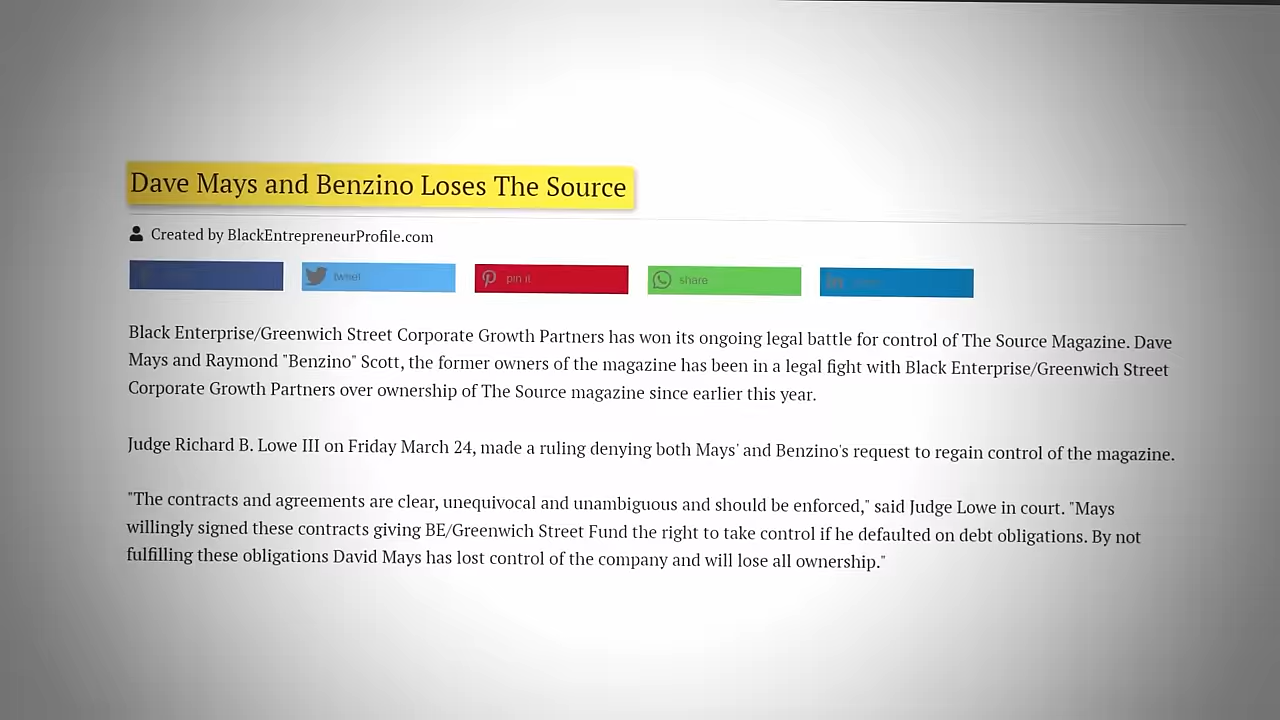 Dave Mays and Benzino Loses The Source
Created by BlackEntrepreneurProfile.com
tweet
pin it
share
Black Enterprise/Greenwich Street Corporate Growth Partners has won its ongoing legal battle for control of The Source Magazine. Dave
Mays and Raymond "Benzino" Scott, the former owners of the magazine has been in a legal fight with Black Enterprise/Greenwich Street
Corporate Growth Partners over ownership of The Source magazine since earlier this year.
Judge Richard B. Lowe III on Friday March 24, made a ruling denying both Mays' and Benzino's request to regain control of the magazine.
"The contracts and agreements are clear, unequivocal and unambiguous and should be enforced," said Judge Lowe in court. "Mays
willingly signed these contracts giving BE/Greenwich Street Fund the right to take control if he defaulted on debt obligations. By not
fulfilling these obligations David Mays has lost control of the company and will lose all ownership."